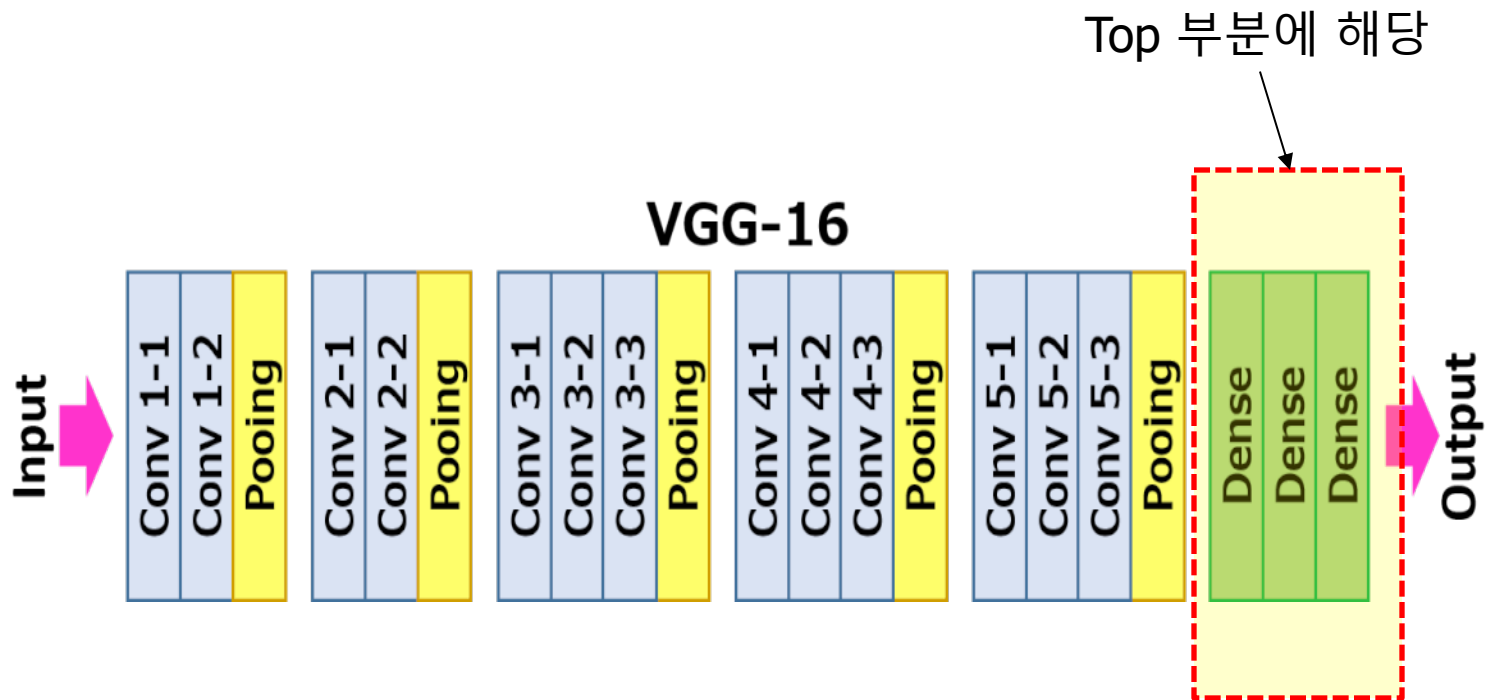 Top 부분에 해당
VGG-16
Input
Conv 1-1
Conv 1-2
Pooing
Conv 2-1
Conv 2-2
Pooing
Conv 3-1
Conv 3-2
Conv 3-3
Pooing
Conv 4-1
Conv 4-2
Conv 4-3
Pooing
Conv 5-1
Conv 5-2
Conv 5-3
Pooing
Dense
Dense
Dense
Output